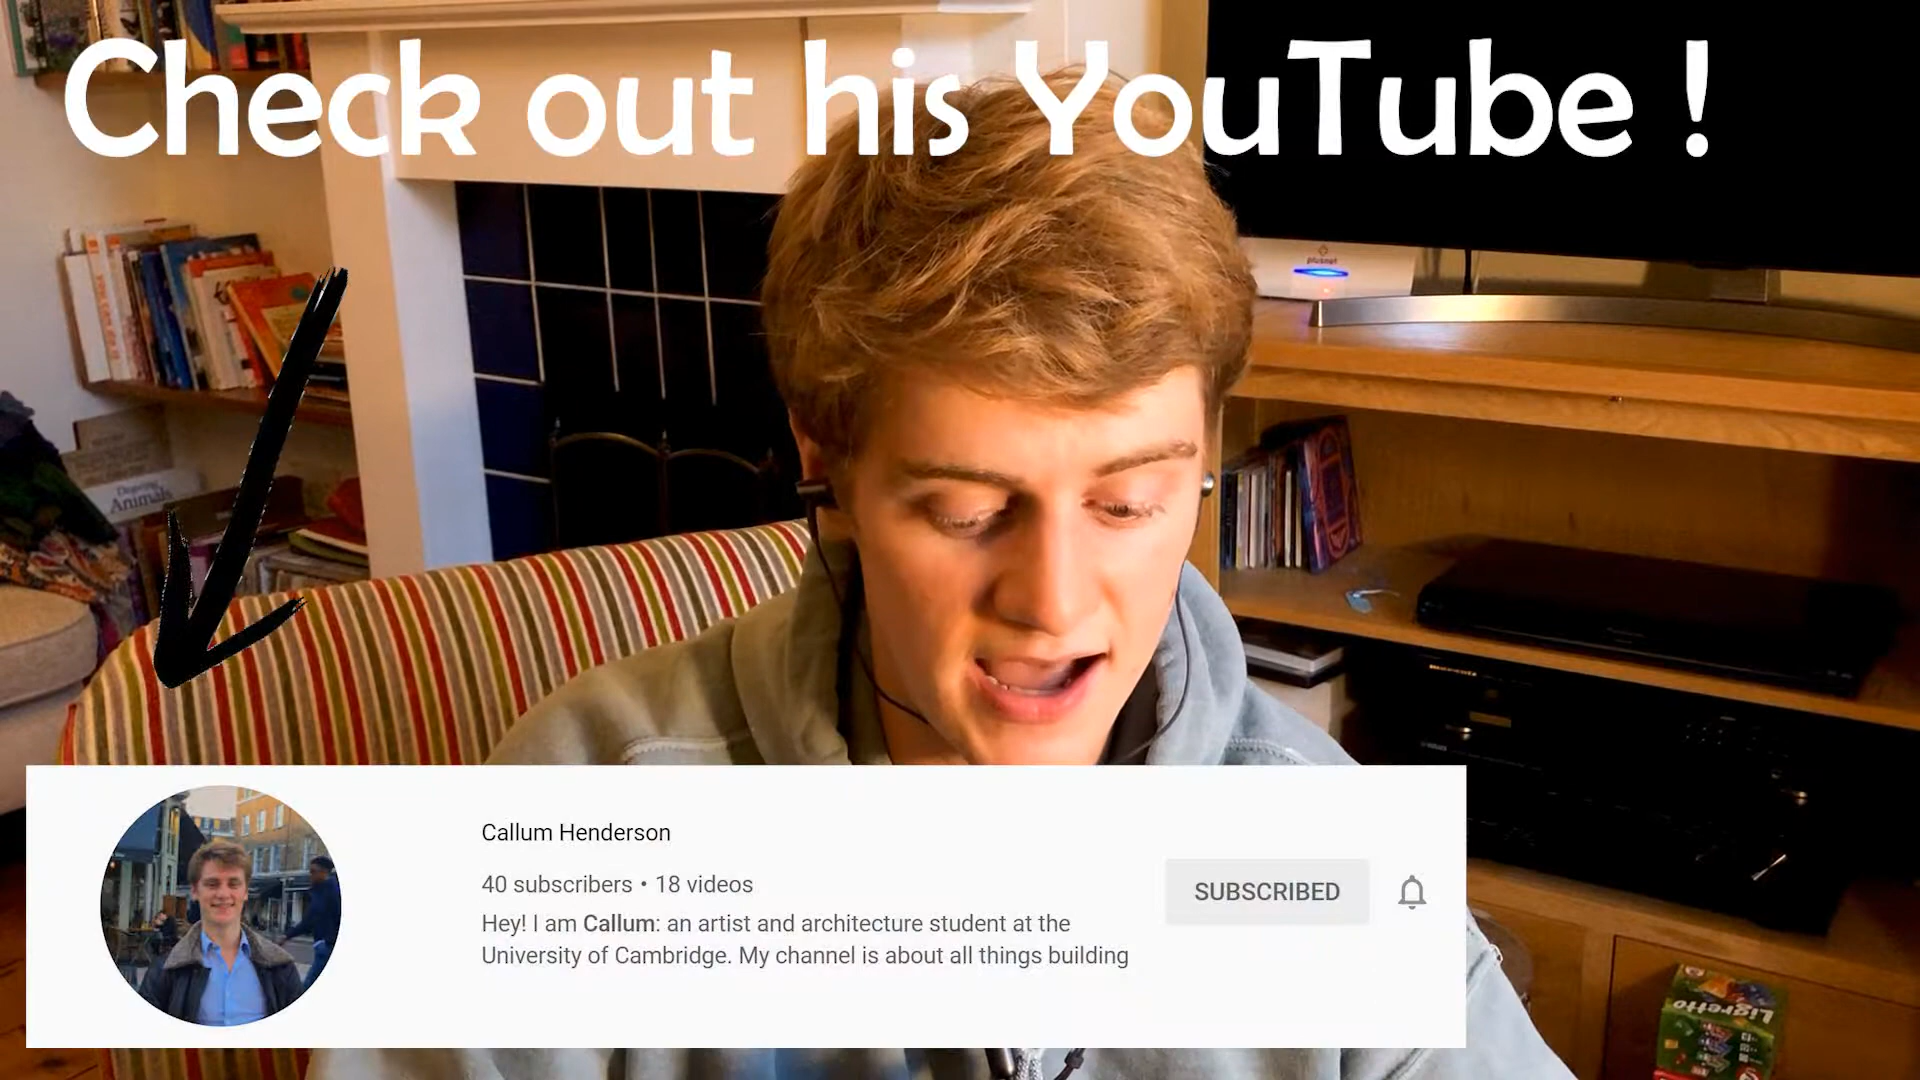 Check out his YouTube !
plusnet
Animals
Callum Henderson
40 subscribers • 18 videos
Hey! I am Callum: an artist and architecture student at the
University of Cambridge. My channel is about all things building
SUBSCRIBED
Ligretto